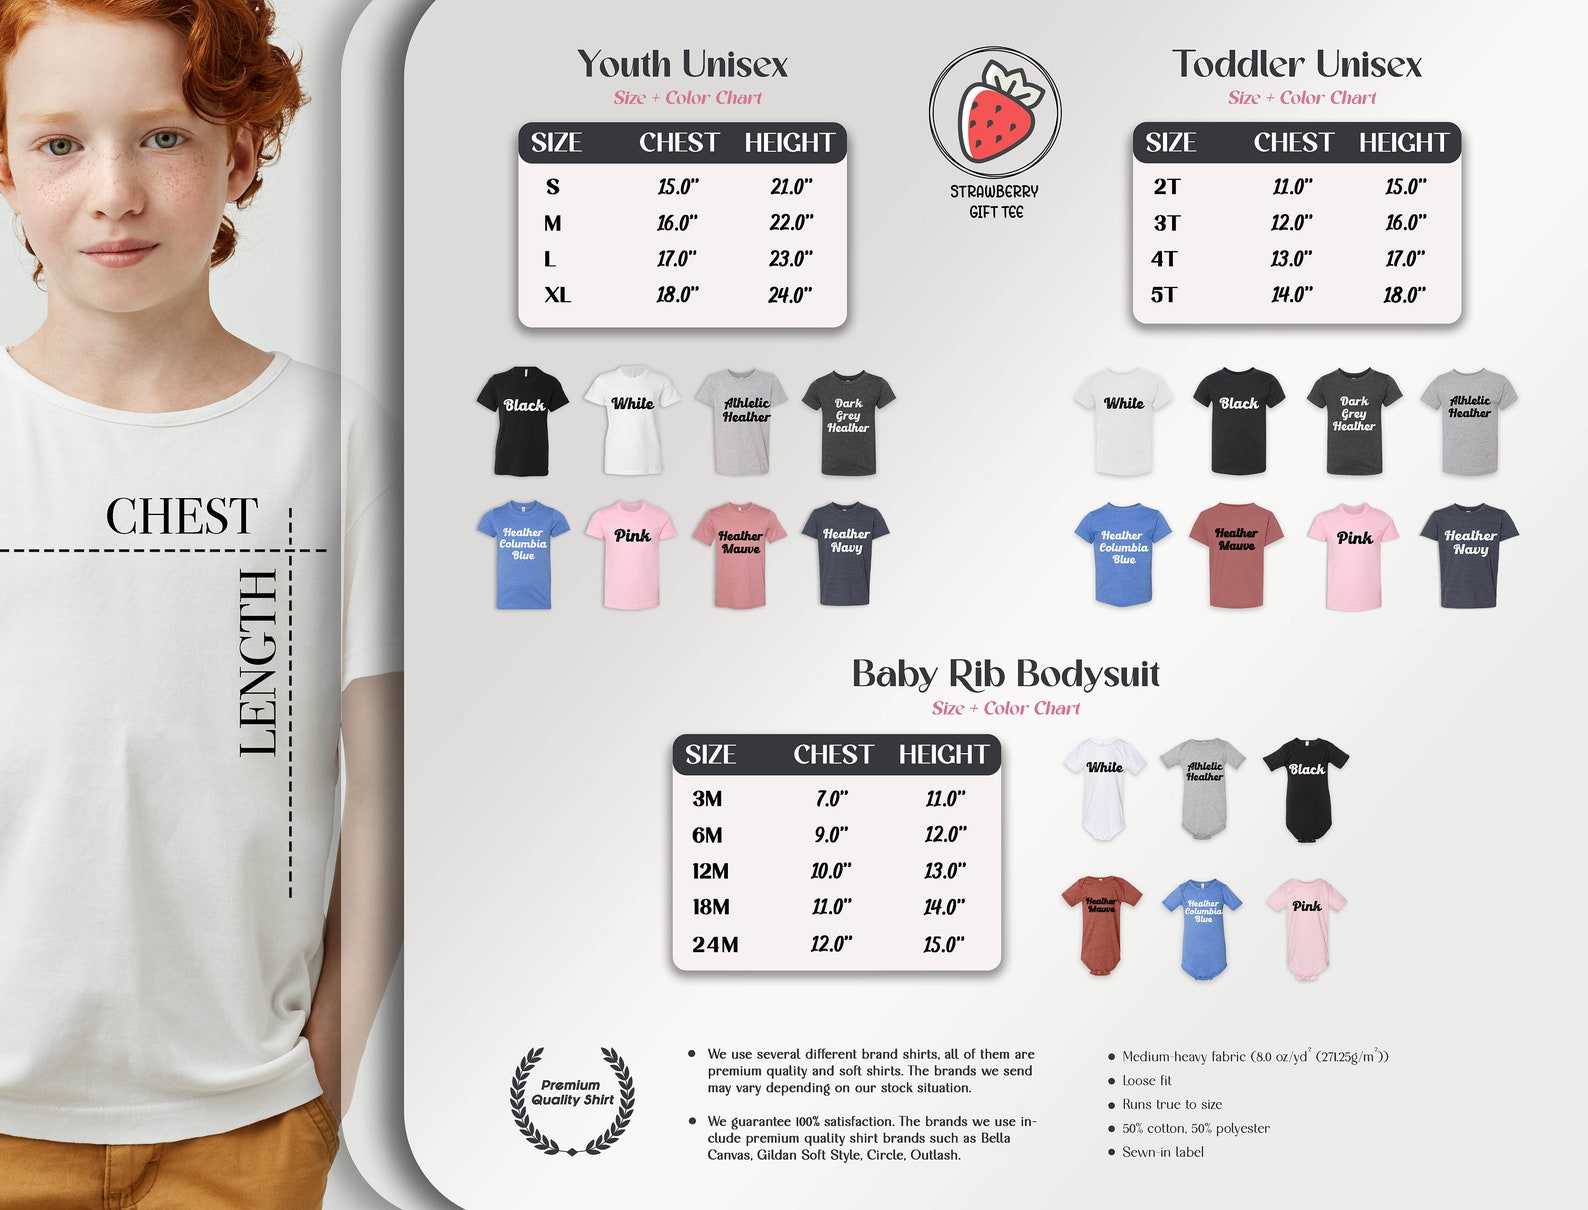 CHEST
LENGTH
Youth Unisex
Size + Color Chart
SIZE CHEST HEIGHT
S 15.0" 21.0"
M 16.0" 22.0"
L 17.0" 23.0"
XL 18.0" 24.0"
Black
White
Athletic
Heather
Dark
Grey
Heather
Heather
Columbia
Blue
Pink
Heather
Mauve
Heather
Navy
STRAWBERRY
GIFT TEE
Toddler Unisex
Size + Color Chart
SIZE CHEST HEIGHT
2T 11.0" 15.0"
3T 12.0" 16.0"
4T 13.0" 17.0"
5T 14.0" 18.0"
White
Black
Dark
Grey
Heather
Athletic
Heather
Heather
Columbia
Blue
Heather
Mauve
Pink
Heather
Navy
Baby Rib Bodysuit
Size + Color Chart
SIZE CHEST HEIGHT
3M 7.0" 11.0"
6M 9.0" 12.0"
12M 10.0" 13.0"
18M 11.0" 14.0"
24M 12.0" 15.0"
White
Athletic
Heather
Black
Heather
Mauve
Heather
Columbia
Blue
Pink
Premium
Quality Shirt
• We use several different brand shirts, all of them are
premium quality and soft shirts. The brands we send
may vary depending on our stock situation.
• We guarantee 100% satisfaction. The brands we use in-
clude premium quality shirt brands such as Bella
Canvas, Gildan Soft Style, Circle, Outlash.
• Medium-heavy fabric (8.0 oz/yd² (271.25g/m²))
• Loose fit
• Runs true to size
• 50% cotton, 50% polyester
• Sewn-in label